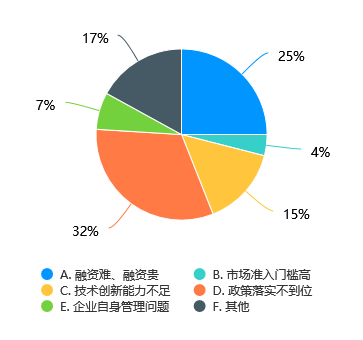 17%
25%
7%
4%
15%
32%
A. 融资难、融资贵
B. 市场准入门槛高
C. 技术创新能力不足
D. 政策落实不到位
E. 企业自身管理问题
F. 其他